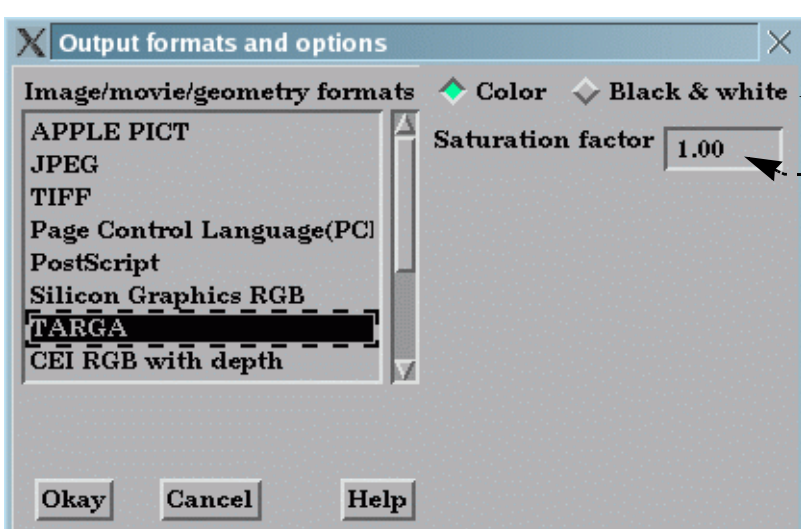 Output formats and options
Image/movie/geometry formats
APPLE PICT
JPEG
TIFF
Page Control Language(PCl
PostScript
Silicon Graphics RGB
TARGA
CEI RGB with depth
Color
Black & white
Saturation factor 1.00
Okay Cancel Help